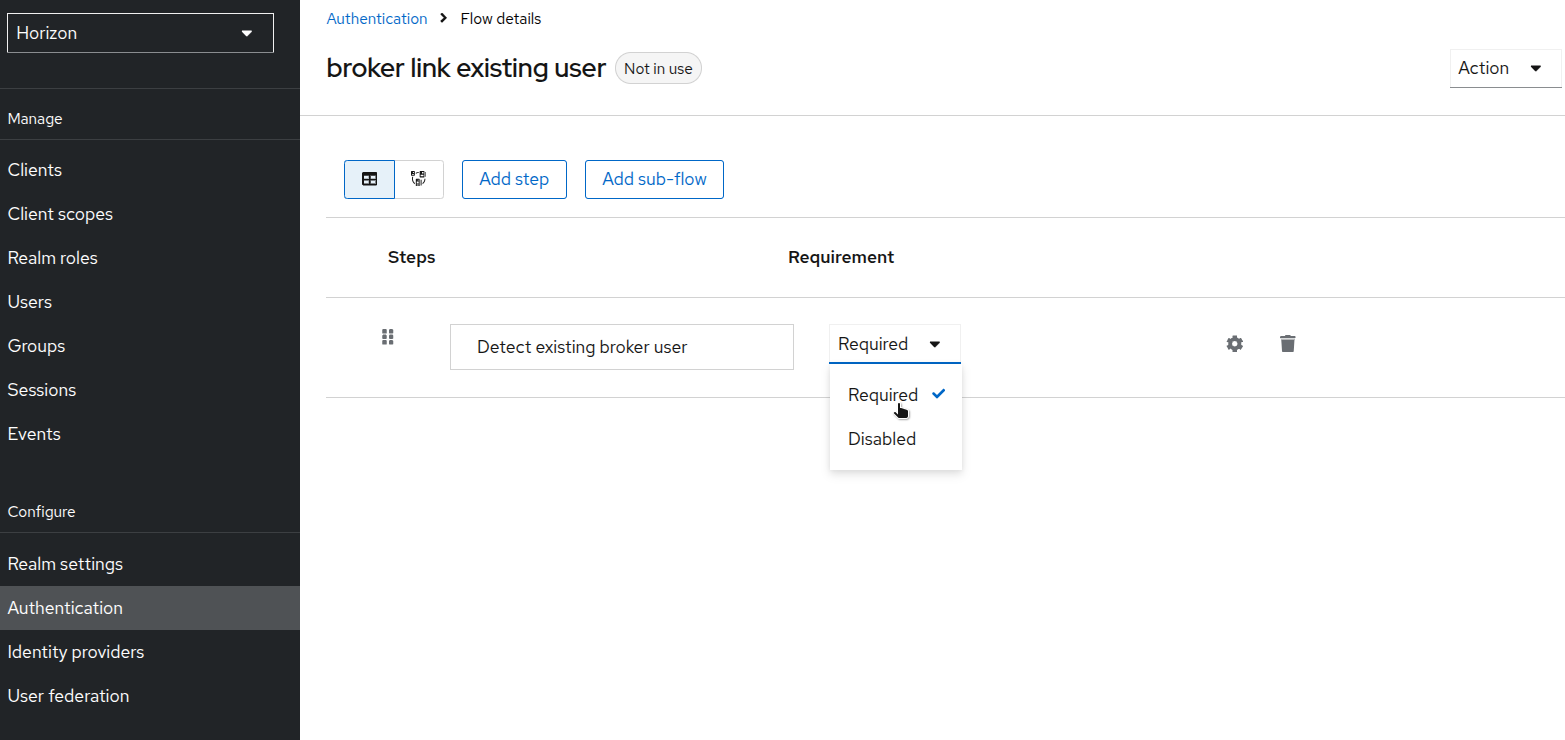 Horizon
Manage
Clients
Client scopes
Realm roles
Users
Groups
Sessions
Events
Configure
Realm settings
Authentication
Identity providers
User federation
Authentication > Flow details
broker link existing user Not in use
Action
Add step Add sub-flow
Steps Requirement
Detect existing broker user Required
Required
Disabled